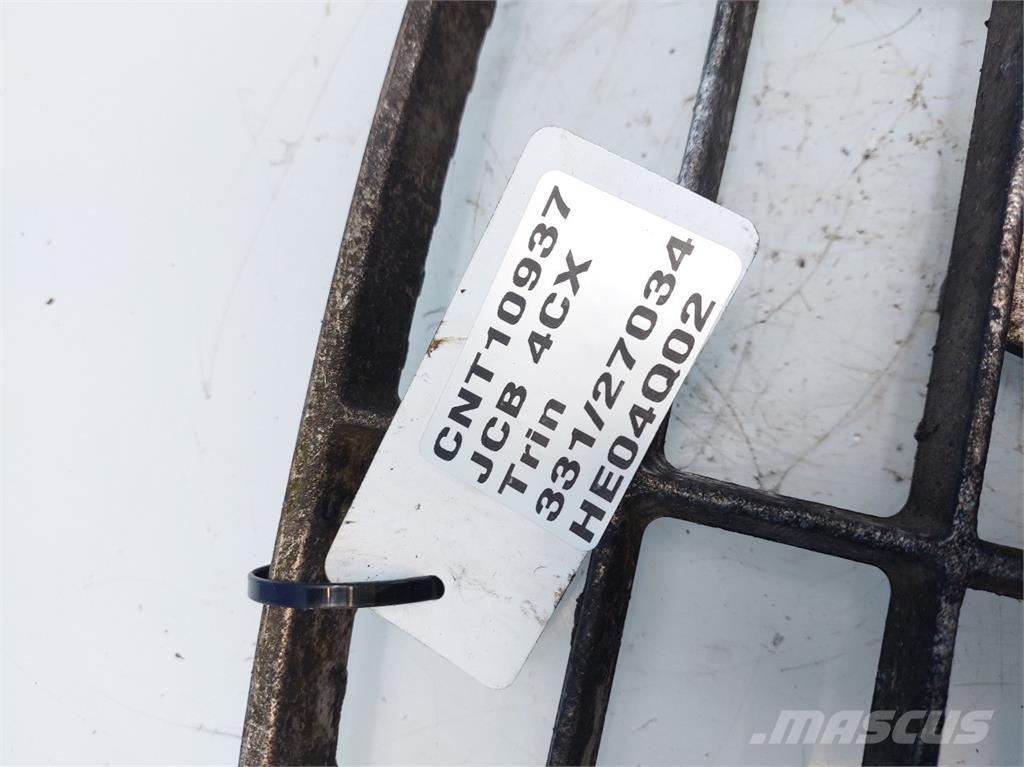 CNT10937
JCB 4CX
Trin
331/27034
HE04Q02
MASCUS